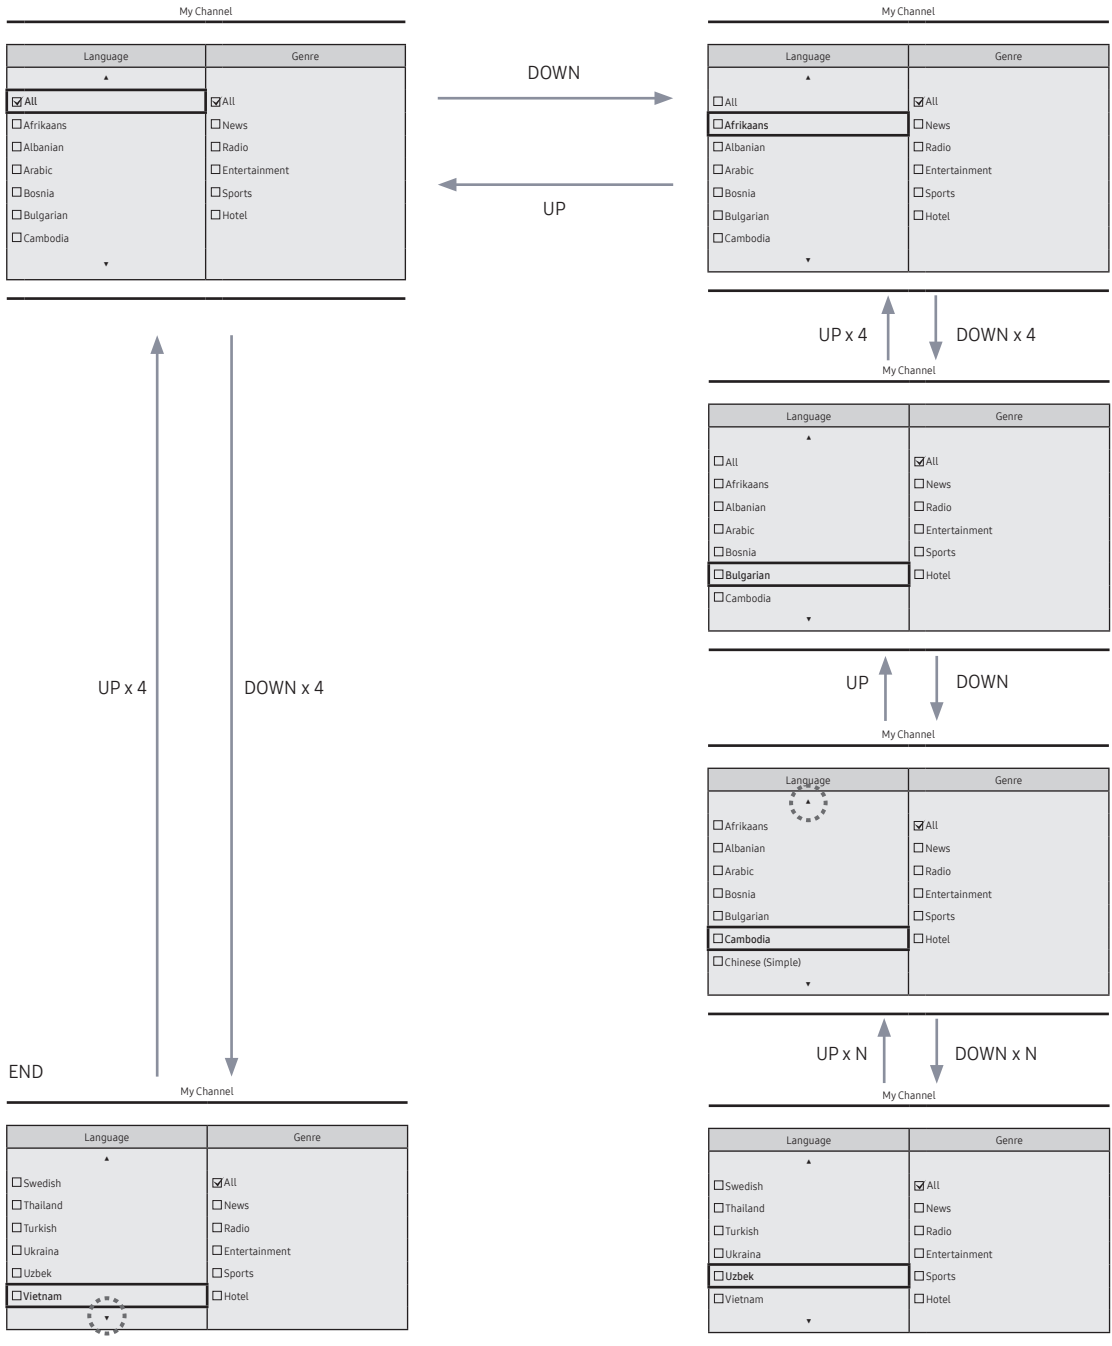 My Channel
Language Genre
▲
All All
Afrikaans News
Albanian Radio
Arabic Entertainment
Bosnia Sports
Bulgarian Hotel
Cambodia
▼
DOWN
UP
My Channel
Language Genre
▲
All All
Afrikaans News
Albanian Radio
Arabic Entertainment
Bosnia Sports
Bulgarian Hotel
Cambodia
▼
UP x 4 DOWN x 4
My Channel
Language Genre
▲
All All
Afrikaans News
Albanian Radio
Arabic Entertainment
Bosnia Sports
Bulgarian Hotel
Cambodia
▼
UP x 4 DOWN x 4
UP DOWN
My Channel
Language Genre
▲
Afrikaans All
Albanian News
Arabic Radio
Bosnia Entertainment
Bulgarian Sports
Cambodia Hotel
Chinese (Simple)
▼
UP x N DOWN x N
END
My Channel
Language Genre
▲
Swedish All
Thailand News
Turkish Radio
Ukraina Entertainment
Uzbek Sports
Vietnam Hotel
▼
My Channel
Language Genre
▲
Swedish All
Thailand News
Turkish Radio
Ukraina Entertainment
Uzbek Sports
Vietnam Hotel
▼